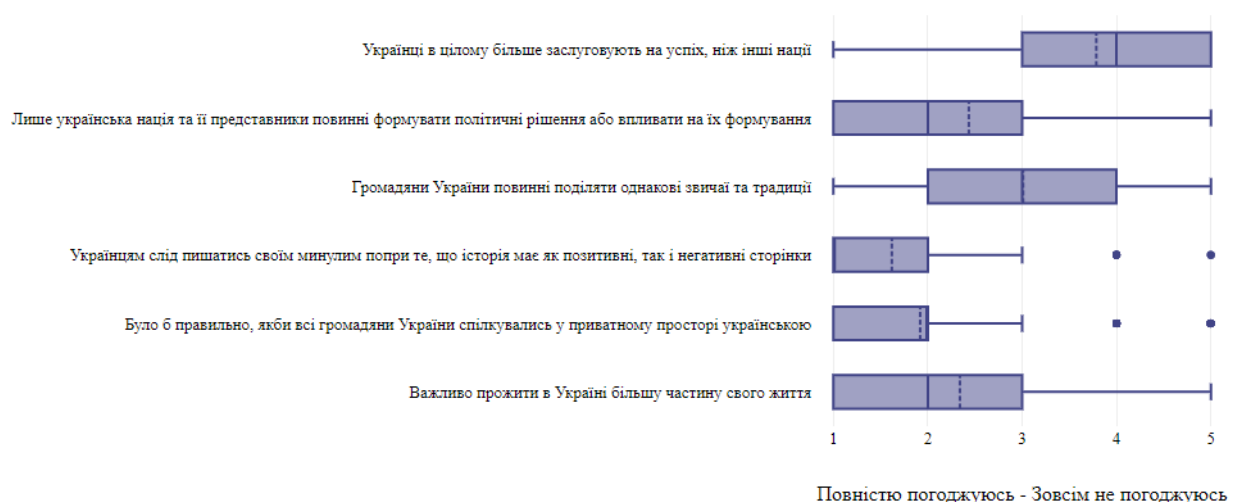 Українці в цілому більше заслуговують на успіх, ніж інші нації
Лише українська нація та її представники повинні формувати політичні рішення або впливати на їх формування
Громадяни України повинні поділяти однакові звичаї та традиції
Українцям слід пишатись своїм минулим попри те, що історія має як позитивні, так і негативні сторінки
Було б правильно, якби всі громадяни України спілкувались у приватному просторі українською
Важливо прожити в Україні більшу частину свого життя
1 2 3 4 5
Повністю погоджуюсь - Зовсім не погоджуюсь